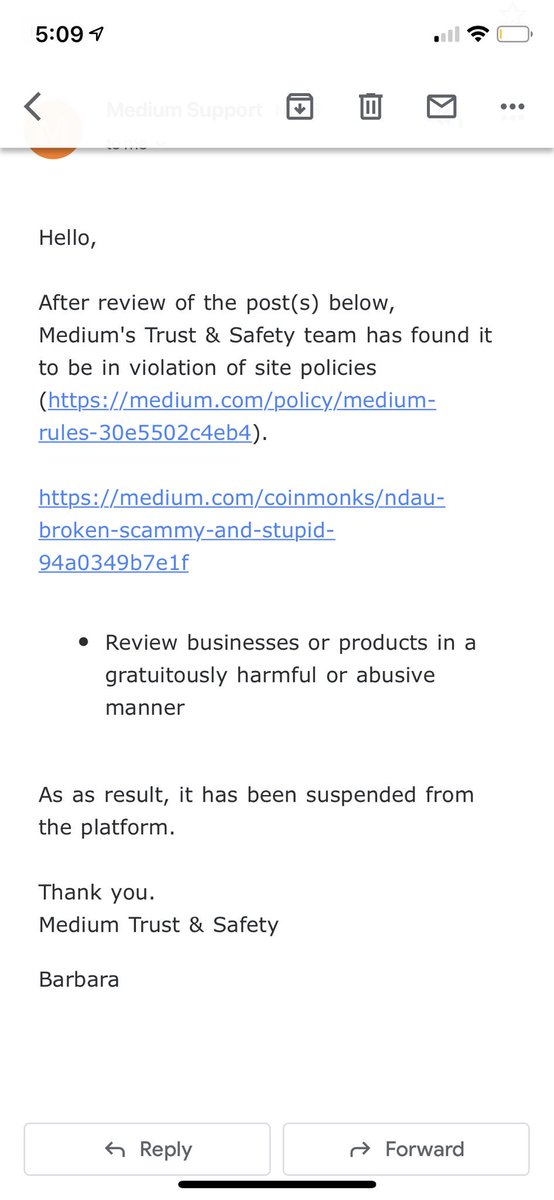 5:09
Medium Support
to me
Hello,
After review of the post(s) below,
Medium's Trust & Safety team has found it
to be in violation of site policies
(https://medium.com/policy/medium-
rules-30e5502c4eb4).
https://medium.com/coinmonks/ndau-
broken-scammy-and-stupid-
94a0349b7e1f
• Review businesses or products in a
gratuitously harmful or abusive
manner
As as result, it has been suspended from
the platform.
Thank you.
Medium Trust & Safety
Barbara
Reply
Forward